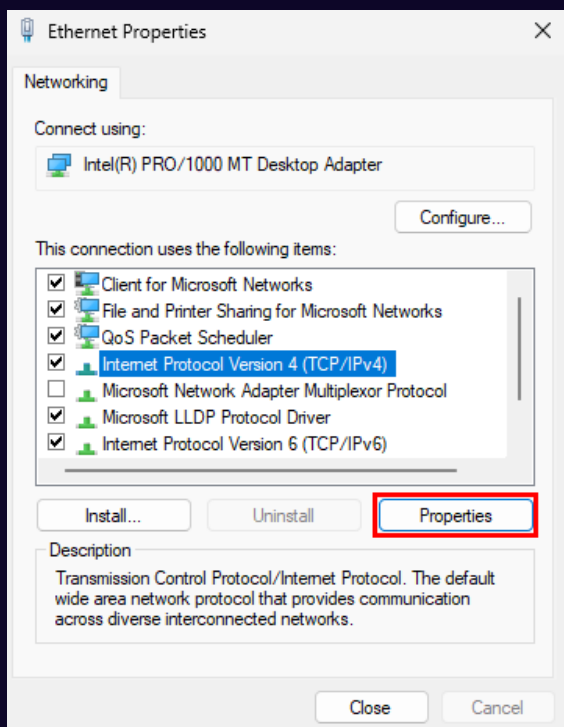 Ethernet Properties
Networking
Connect using:
Intel(R) PRO/1000 MT Desktop Adapter
Configure...
This connection uses the following items:
Client for Microsoft Networks
File and Printer Sharing for Microsoft Networks
QoS Packet Scheduler
Internet Protocol Version 4 (TCP/IPv4)
Microsoft Network Adapter Multiplexor Protocol
Microsoft LLDP Protocol Driver
Internet Protocol Version 6 (TCP/IPv6)
Install... Uninstall Properties
Description
Transmission Control Protocol/Internet Protocol. The default
wide area network protocol that provides communication
across diverse interconnected networks.
Close Cancel